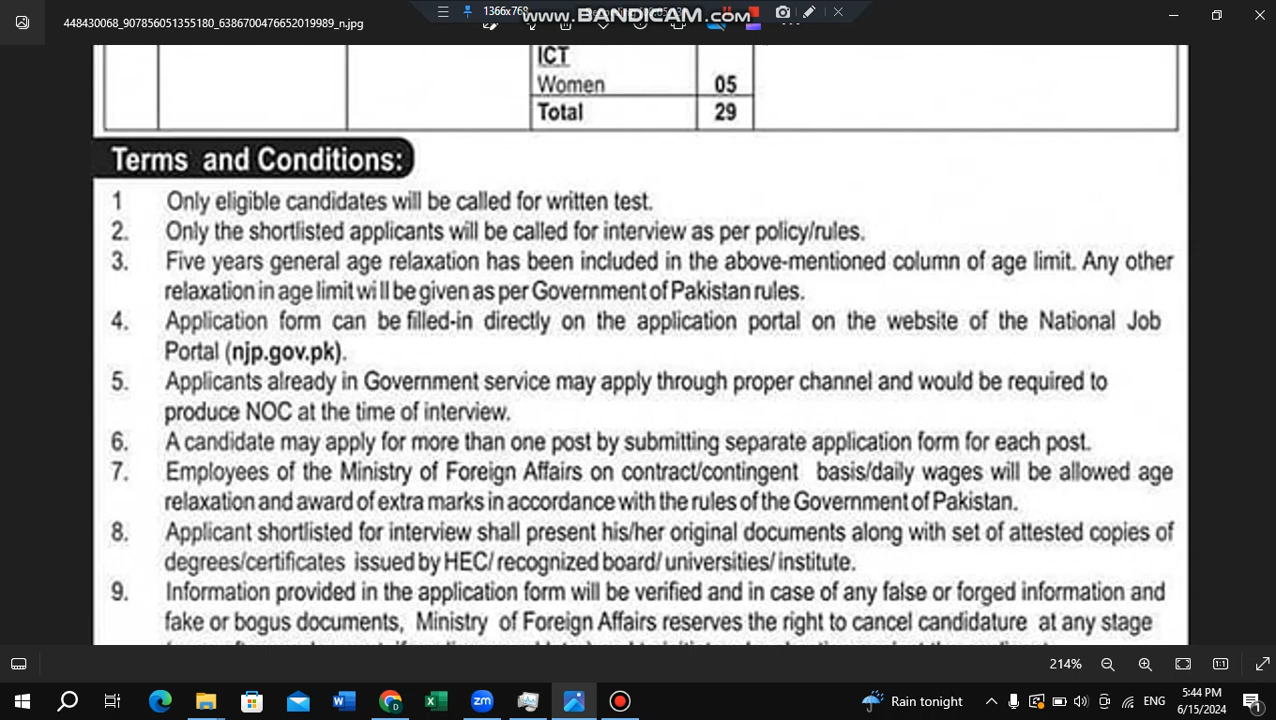 448430068_907856051355180_6386700476652019989_n.jpg
1366x768
www.BANDICAM.com
ICT
Women 05
Total 29
Terms and Conditions:
1 Only eligible candidates will be called for written test.
2. Only the shortlisted applicants will be called for interview as per policy/rules.
3. Five years general age relaxation has been included in the above-mentioned column of age limit. Any other
relaxation in age limit will be given as per Government of Pakistan rules.
4. Application form can be filled-in directly on the application portal on the website of the National Job
Portal (njp.gov.pk).
5. Applicants already in Government service may apply through proper channel and would be required to
produce NOC at the time of interview.
6. A candidate may apply for more than one post by submitting separate application form for each post.
7. Employees of the Ministry of Foreign Affairs on contract/contingent basis/daily wages will be allowed age
relaxation and award of extra marks in accordance with the rules of the Government of Pakistan.
8. Applicant shortlisted for interview shall present his/her original documents along with set of attested copies of
degrees/certificates issued by HEC/ recognized board/ universities/ institute.
9. Information provided in the application form will be verified and in case of any false or forged information and
fake or bogus documents, Ministry of Foreign Affairs reserves the right to cancel candidature at any stage
214%
Rain tonight
ENG
5:44 PM
6/15/2024